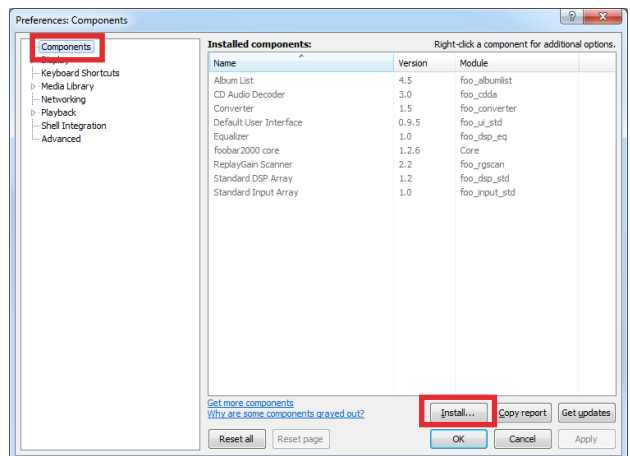 Preferences: Components
Components
Display
Keyboard Shortcuts
Media Library
Networking
Playback
Shell Integration
Advanced
Installed components: Right-click a component for additional options.
Name Version Module
Album List 4.5 foo_albumlist
CD Audio Decoder 3.0 foo_cdda
Converter 1.5 foo_converter
Default User Interface 0.9.5 foo_ui_std
Equalizer 1.0 foo_dsp_eq
foobar2000 core 1.2.6 Core
ReplayGain Scanner 2.2 foo_rgscan
Standard DSP Array 1.2 foo_dsp_std
Standard Input Array 1.0 foo_input_std
Get more components
Why are some components grayed out?
Install... Copy report Get updates
Reset all Reset page OK Cancel Apply